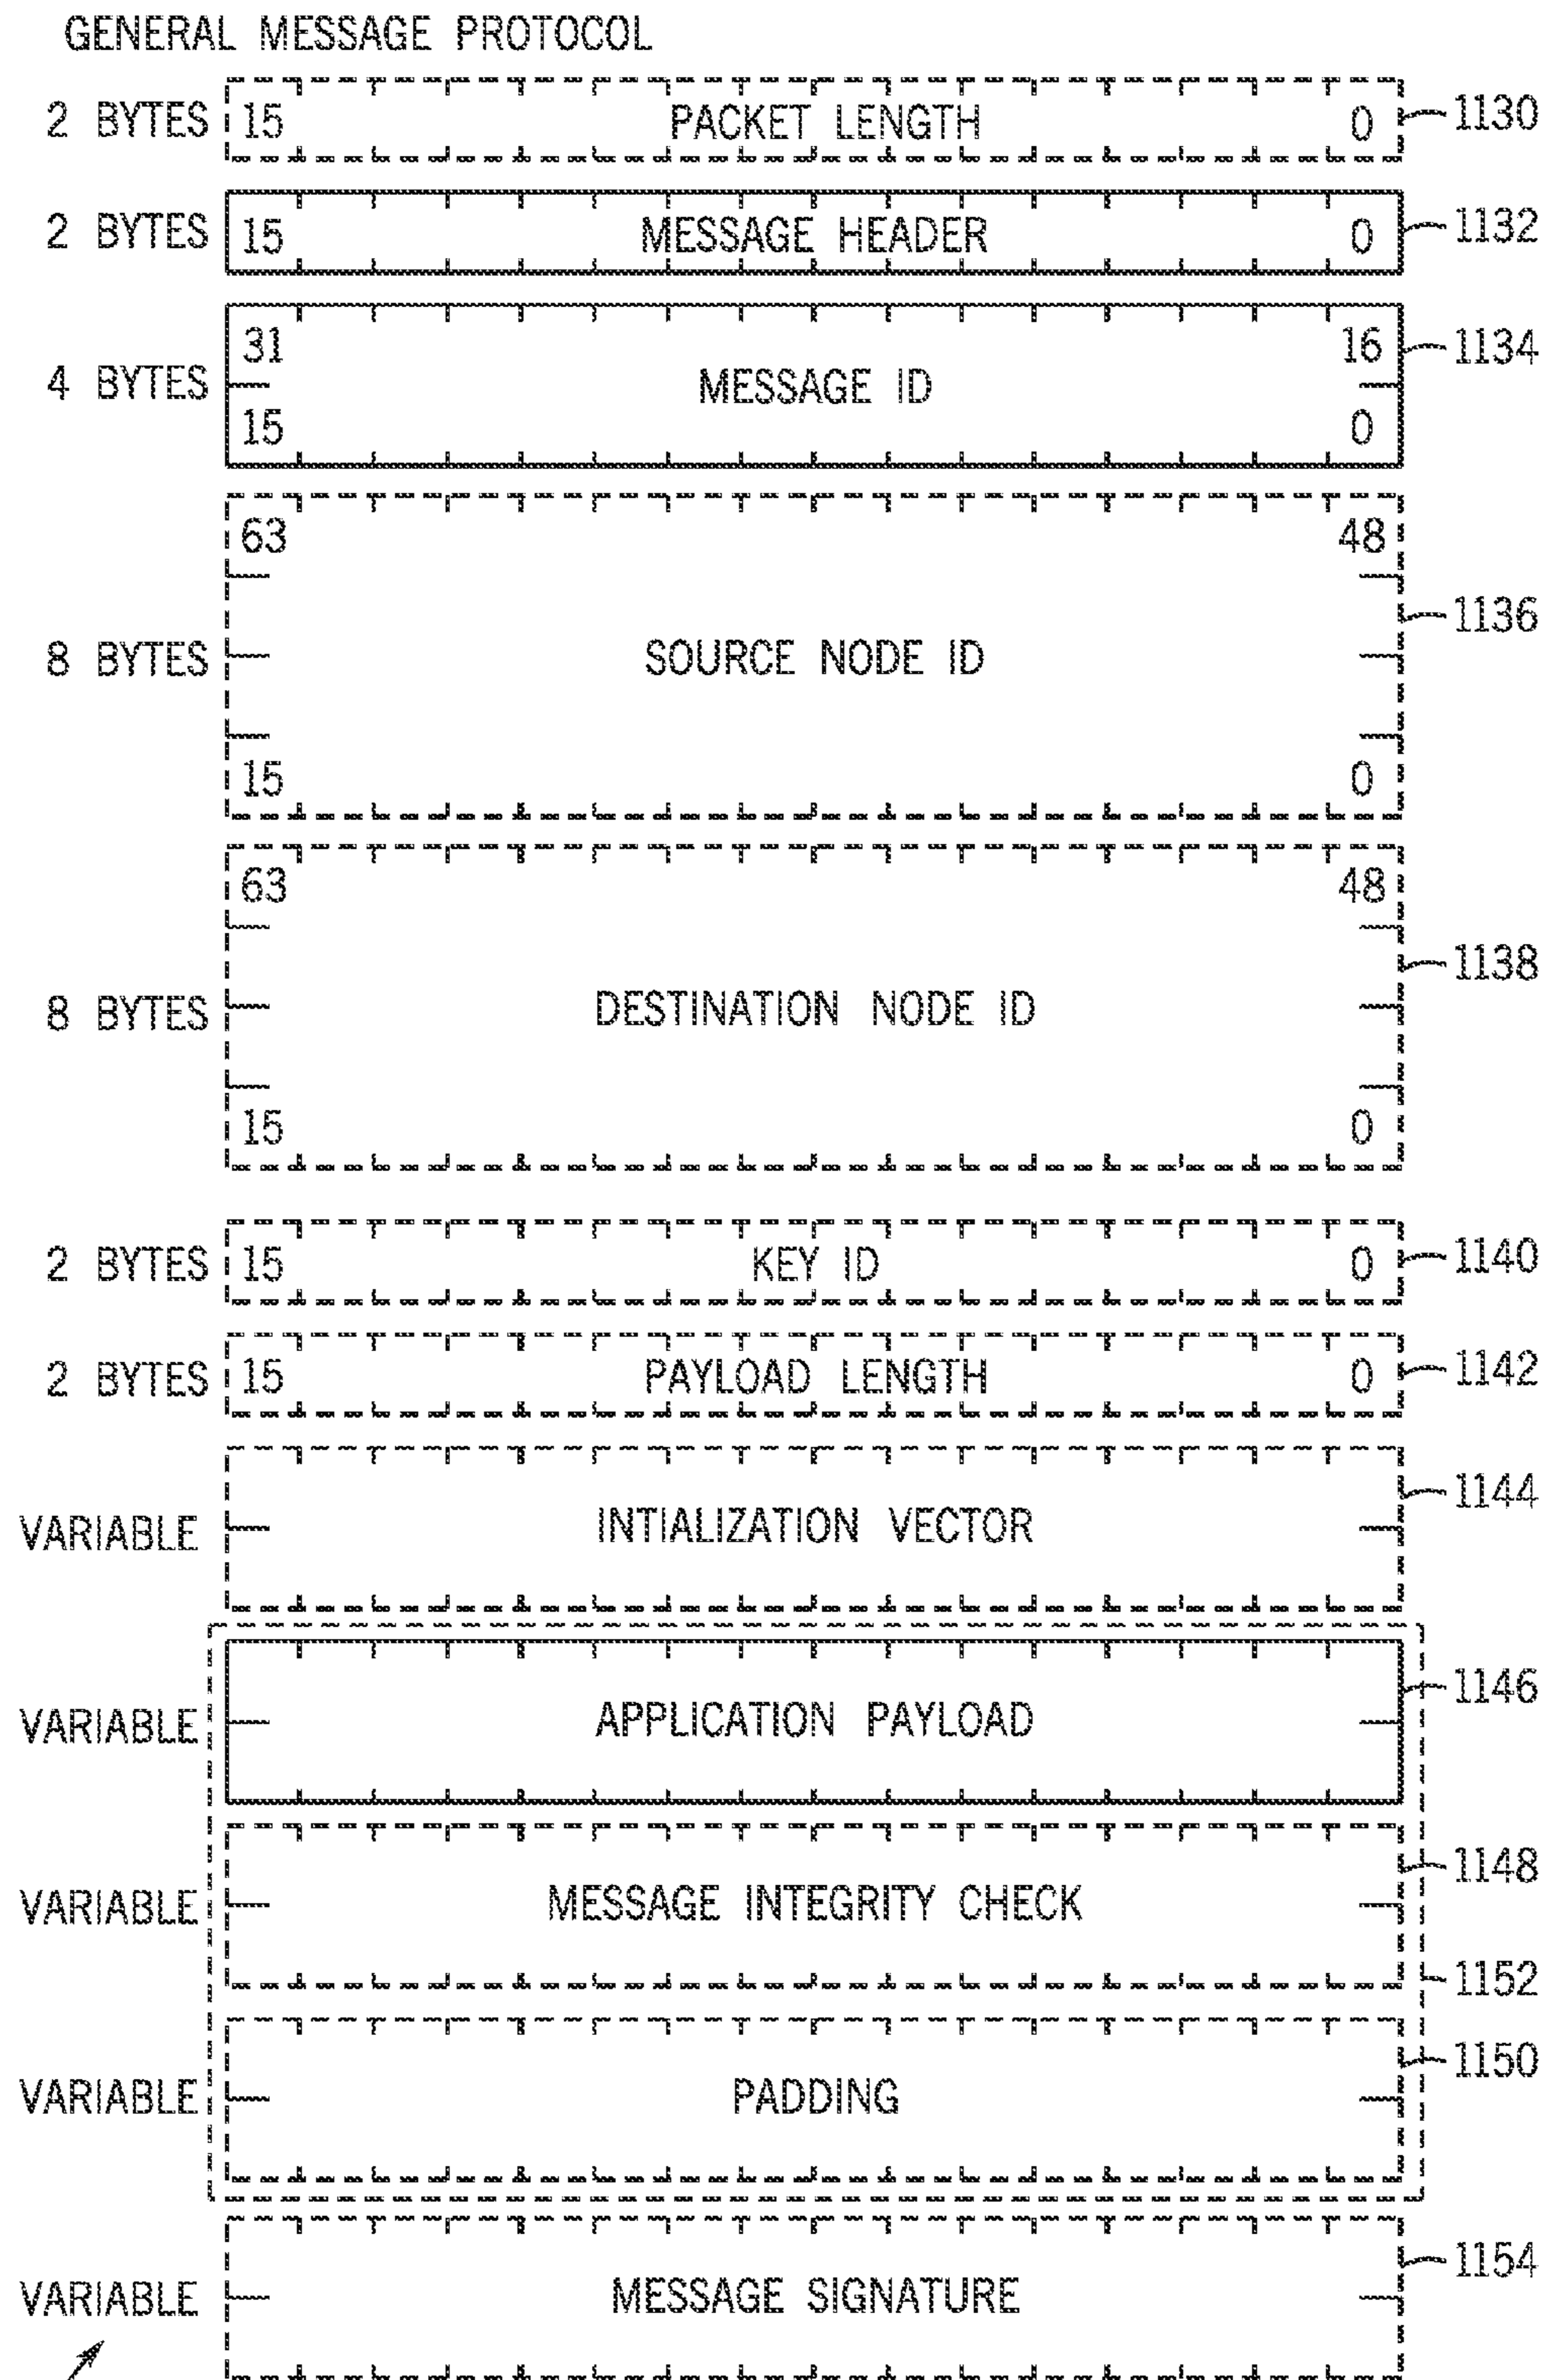 GENERAL MESSAGE PROTOCOL
2 BYTES 15 PACKET LENGTH 0 1130
2 BYTES 15 MESSAGE HEADER 0 1132
31 16 1134
4 BYTES MESSAGE ID
15 0
63 48
1136
8 BYTES SOURCE NODE ID
15 0
63 48
1138
8 BYTES DESTINATION NODE ID
15 0
2 BYTES 15 KEY ID 0 1140
2 BYTES 15 PAYLOAD LENGTH 0 1142
1144
VARIABLE INTIALIZATION VECTOR
1146
VARIABLE APPLICATION PAYLOAD
1148
VARIABLE MESSAGE INTEGRITY CHECK
1152
1150
VARIABLE PADDING
1154
VARIABLE MESSAGE SIGNATURE